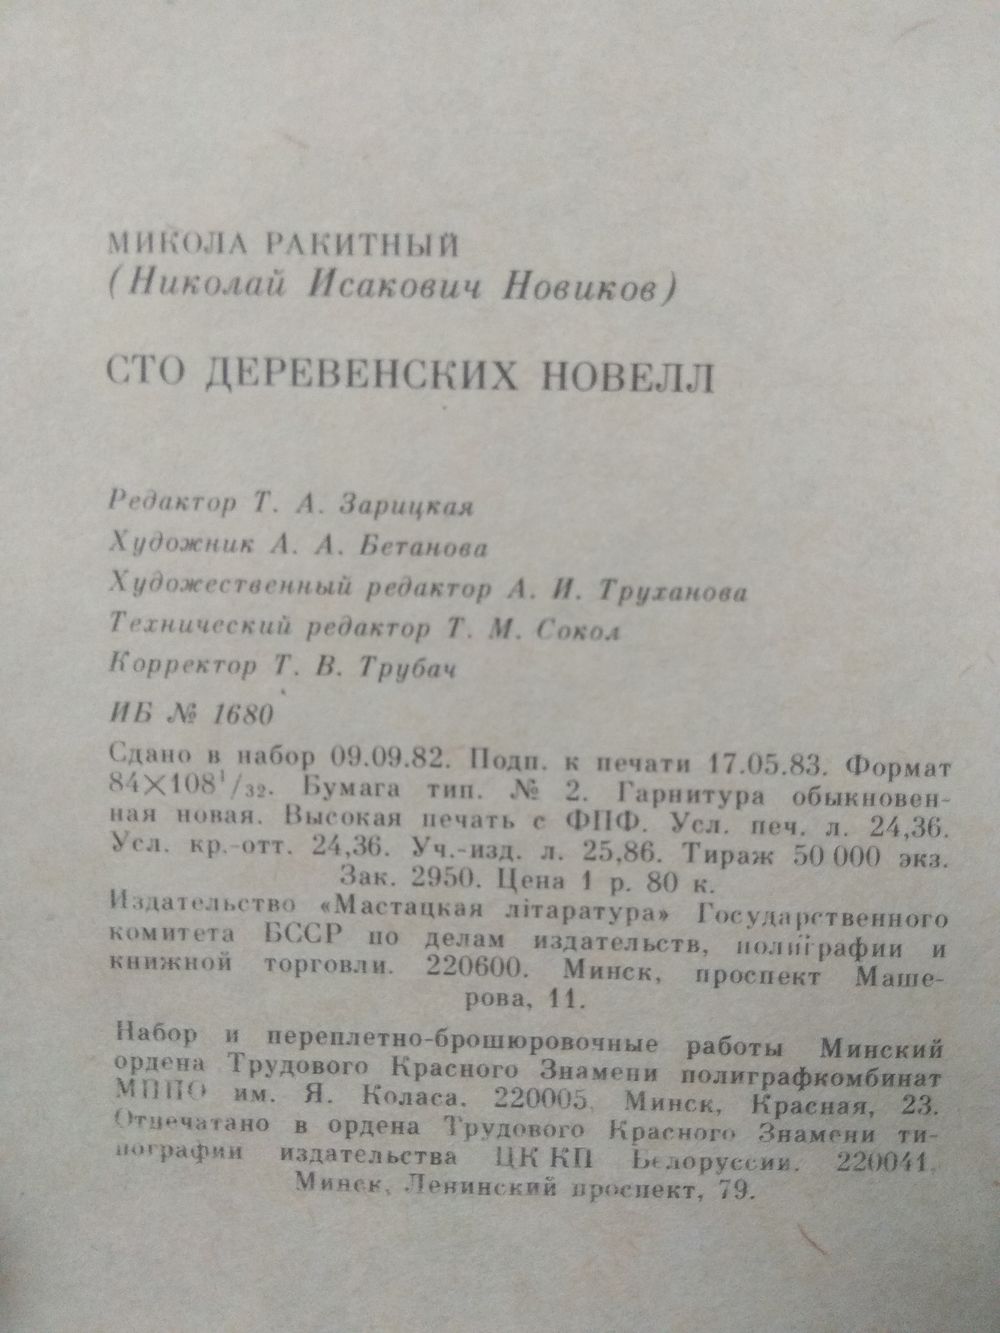 МИКОЛА РАКИТНЫЙ
(Николай Исакович Новиков)
СТО ДЕРЕВЕНСКИХ НОВЕЛЛ
Редактор Т. А. Зарицкая
Художник А. А. Бетанова
Художественный редактор А. И. Труханова
Технический редактор Т. М. Сокол
Корректор Т. В. Трубач
ИБ № 1680
Сдано в набор 09.09.82. Подп. к печати 17.05.83. Формат
84×108¹/₃₂. Бумага тип. № 2. Гарнитура обыкновен-
ная новая. Высокая печать с ФПФ. Усл. печ. л. 24,36.
Усл. кр.-отт. 24,36. Уч.-изд. л. 25,86. Тираж 50 000 экз.
Зак. 2950. Цена 1 р. 80 к.
Издательство «Мастацкая літаратура» Государственного
комитета БССР по делам издательств, полиграфии и
книжной торговли. 220600. Минск, проспект Маше-
рова, 11.
Набор и переплетно-брошюровочные работы Минский
ордена Трудового Красного Знамени полиграфкомбинат
МППО им. Я. Коласа. 220005, Минск, Красная, 23.
Отпечатано в ордена Трудового Красного Знамени ти-
пографии издательства ЦК КП Белоруссии. 220041,
Минск, Ленинский проспект, 79.